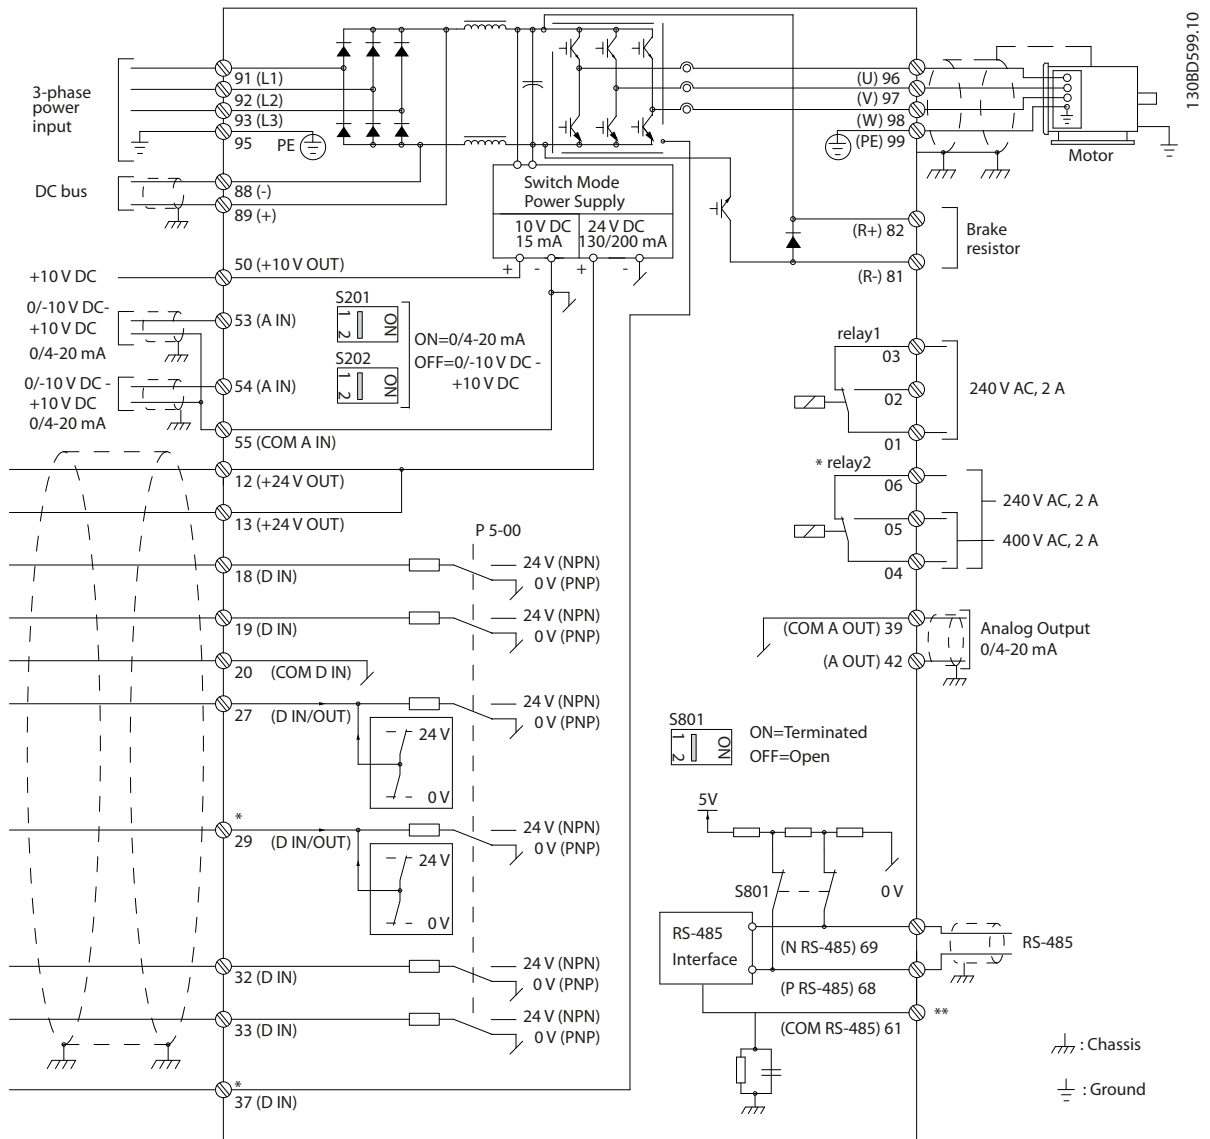 130BD599.10
3-phase
power
input
91 (L1)
92 (L2)
93 (L3)
95
PE
DC bus
88 (-)
89 (+)
Switch Mode
Power Supply
10 V DC
15 mA
24 V DC
130/200 mA
+
-
+
-
(U) 96
(V) 97
(W) 98
(PE) 99
Motor
(R+) 82
Brake
resistor
(R-) 81
+10 V DC
50 (+10 V OUT)
0/-10 V DC-
+10 V DC
0/4-20 mA
53 (A IN)
0/-10 V DC -
+10 V DC
0/4-20 mA
54 (A IN)
55 (COM A IN)
S201
1 2
ON
S202
1 2
ON
ON=0/4-20 mA
OFF=0/-10 V DC -
+10 V DC
relay1
03
02
01
240 V AC, 2 A
* relay2
06
05
04
240 V AC, 2 A
400 V AC, 2 A
12 (+24 V OUT)
13 (+24 V OUT)
P 5-00
18 (D IN)
24 V (NPN)
0 V (PNP)
19 (D IN)
24 V (NPN)
0 V (PNP)
20 (COM D IN)
27 (D IN/OUT)
24 V (NPN)
0 V (PNP)
24 V
0 V
*
29 (D IN/OUT)
24 V (NPN)
0 V (PNP)
24 V
0 V
32 (D IN)
24 V (NPN)
0 V (PNP)
33 (D IN)
24 V (NPN)
0 V (PNP)
*
37 (D IN)
(COM A OUT) 39
(A OUT) 42
Analog Output
0/4-20 mA
S801
1 2
ON
ON=Terminated
OFF=Open
5V
S801
0 V
RS-485
Interface
(N RS-485) 69
(P RS-485) 68
(COM RS-485) 61
RS-485
**
: Chassis
: Ground